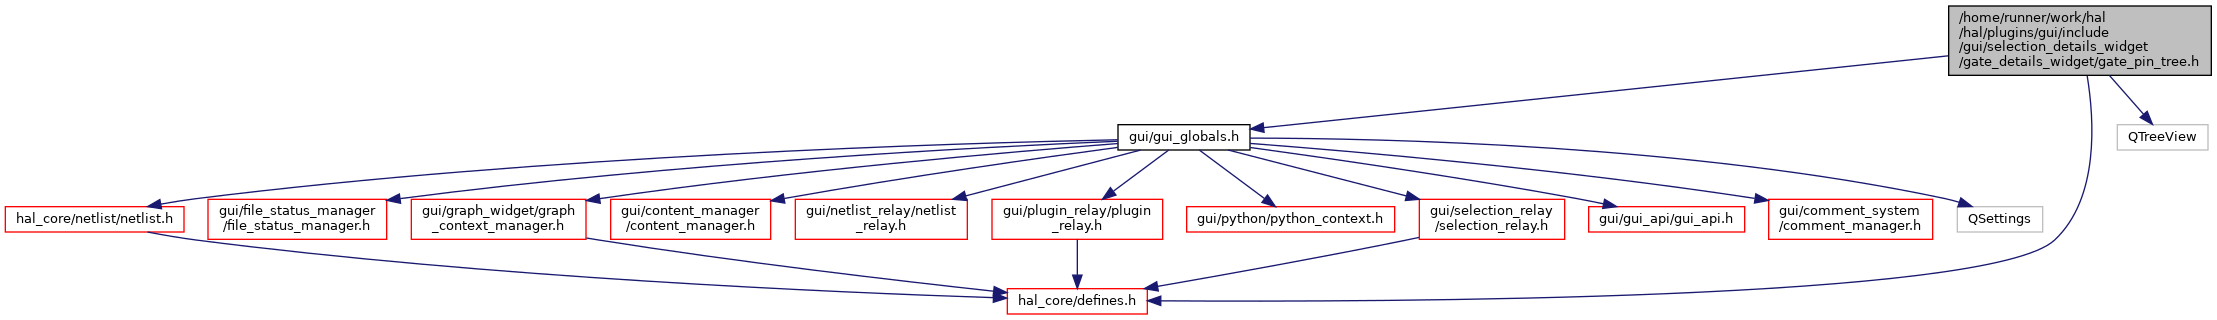 /home/runner/work/hal
/hal/plugins/gui/include
/gui/selection_details_widget
/gate_details_widget/gate_pin_tree.h
gui/gui_globals.h
QTreeView
hal_core/netlist/netlist.h
gui/file_status_manager
/file_status_manager.h
gui/graph_widget/graph
_context_manager.h
gui/content_manager
/content_manager.h
gui/netlist_relay/netlist
_relay.h
gui/plugin_relay/plugin
_relay.h
gui/python/python_context.h
gui/selection_relay
/selection_relay.h
gui/gui_api/gui_api.h
gui/comment_system
/comment_manager.h
QSettings
hal_core/defines.h